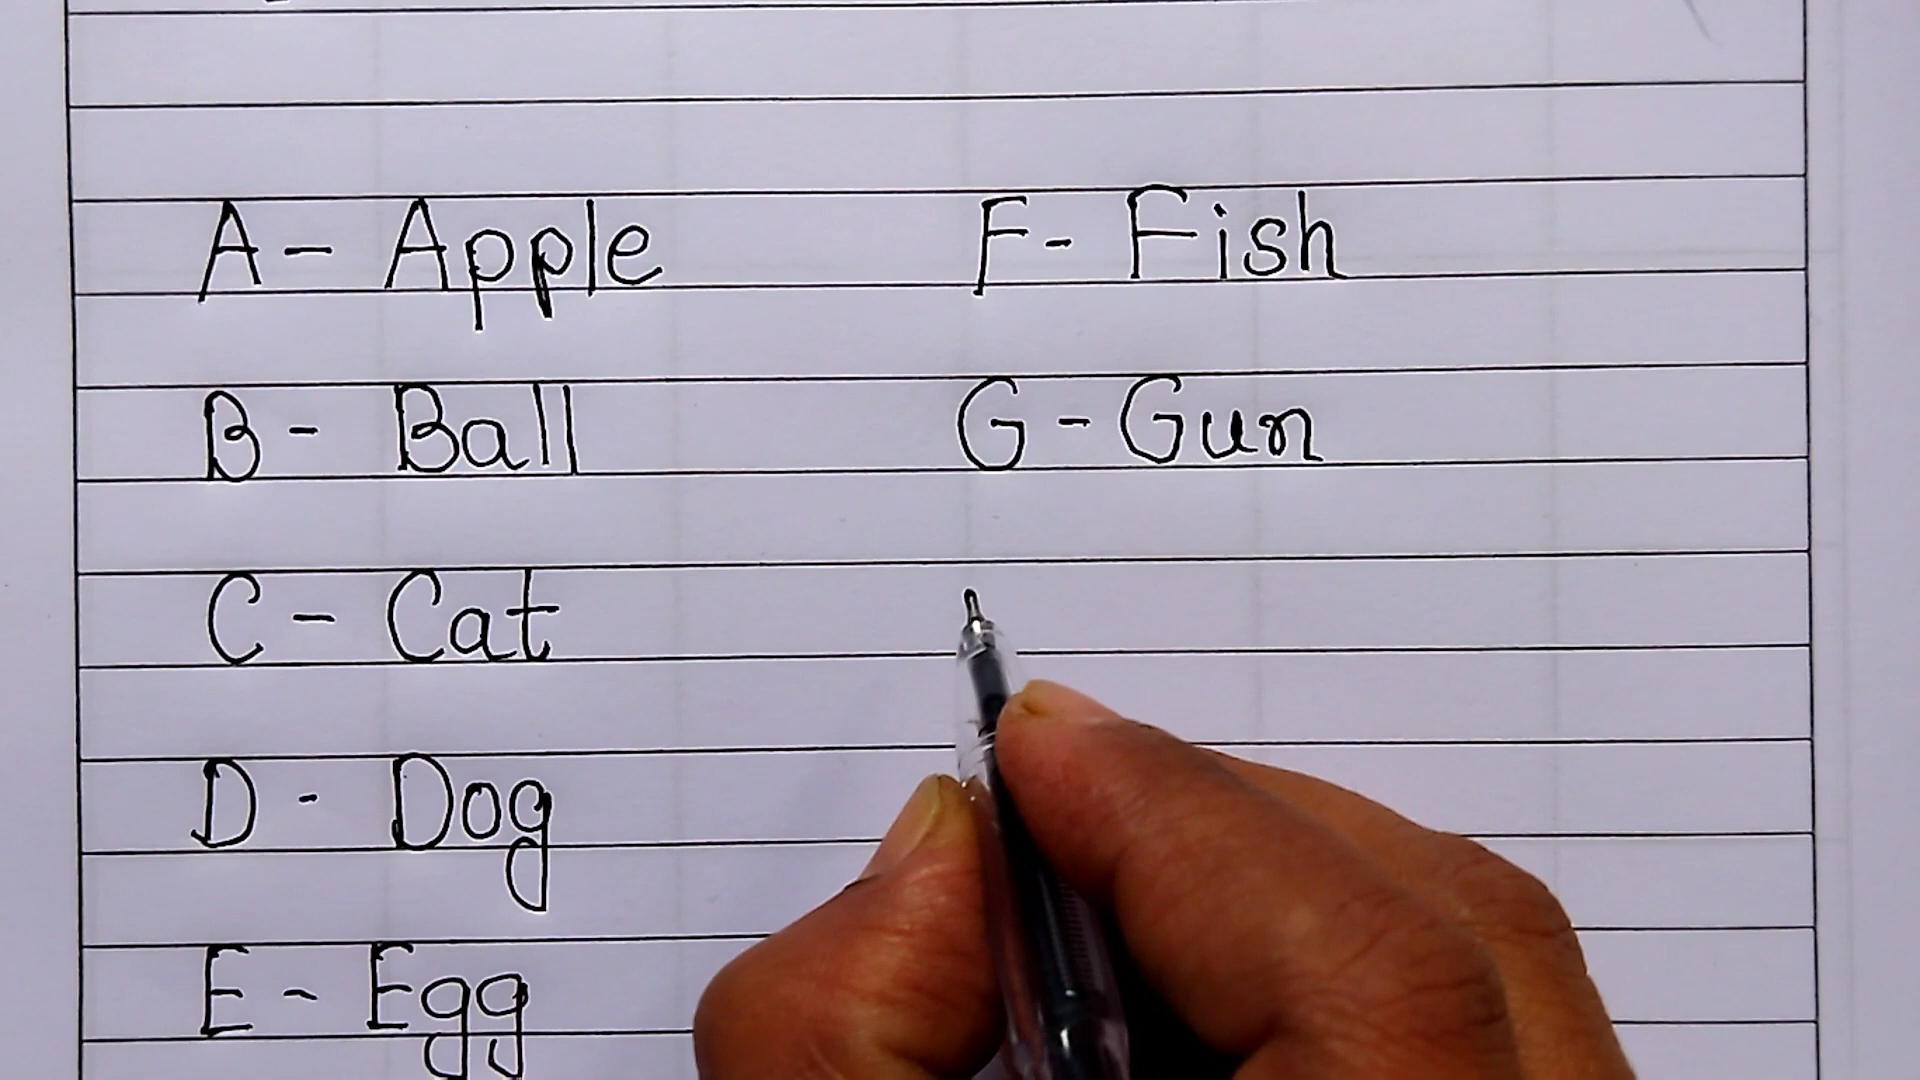 A - Apple
B - Ball
C - Cat
D - Dog
E - Egg
F - Fish
G - Gun